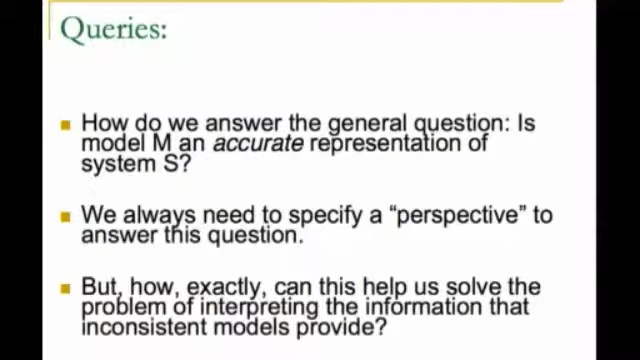 Queries:
How do we answer the general question: Is
model M an accurate representation of
system S?
We always need to specify a “perspective” to
answer this question.
But, how, exactly, can this help us solve the
problem of interpreting the information that
inconsistent models provide?